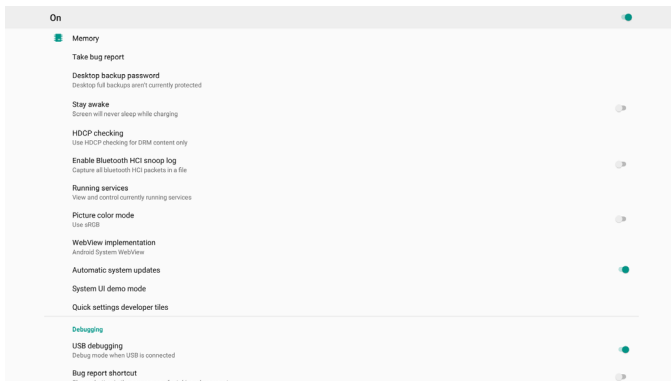 On
Memory
Take bug report
Desktop backup password
Desktop full backups aren't currently protected
Stay awake
Screen will never sleep while charging
HDCP checking
Use HDCP checking for DRM content only
Enable Bluetooth HCI snoop log
Capture all bluetooth HCI packets in a file
Running services
View and control currently running services
Picture color mode
Use sRGB
WebView implementation
Android System WebView
Automatic system updates
System UI demo mode
Quick settings developer tiles
Debugging
USB debugging
Debug mode when USB is connected
Bug report shortcut